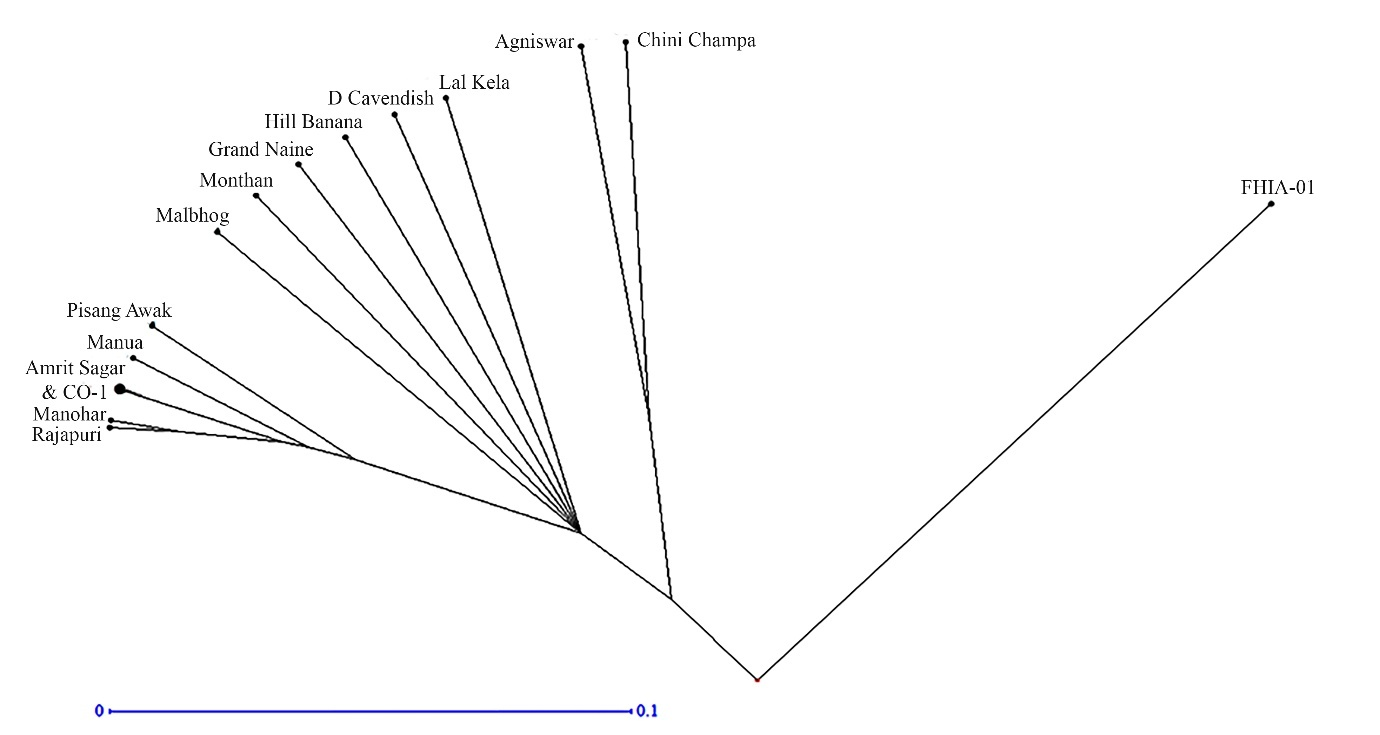 Agniswar
Chini Champa
Lal Kela
D Cavendish
Hill Banana
Grand Naine
Monthan
Malbhog
FHIA-01
Pisang Awak
Manua
Amrit Sagar
& CO-1
Manohar
Rajapuri
0
0.1